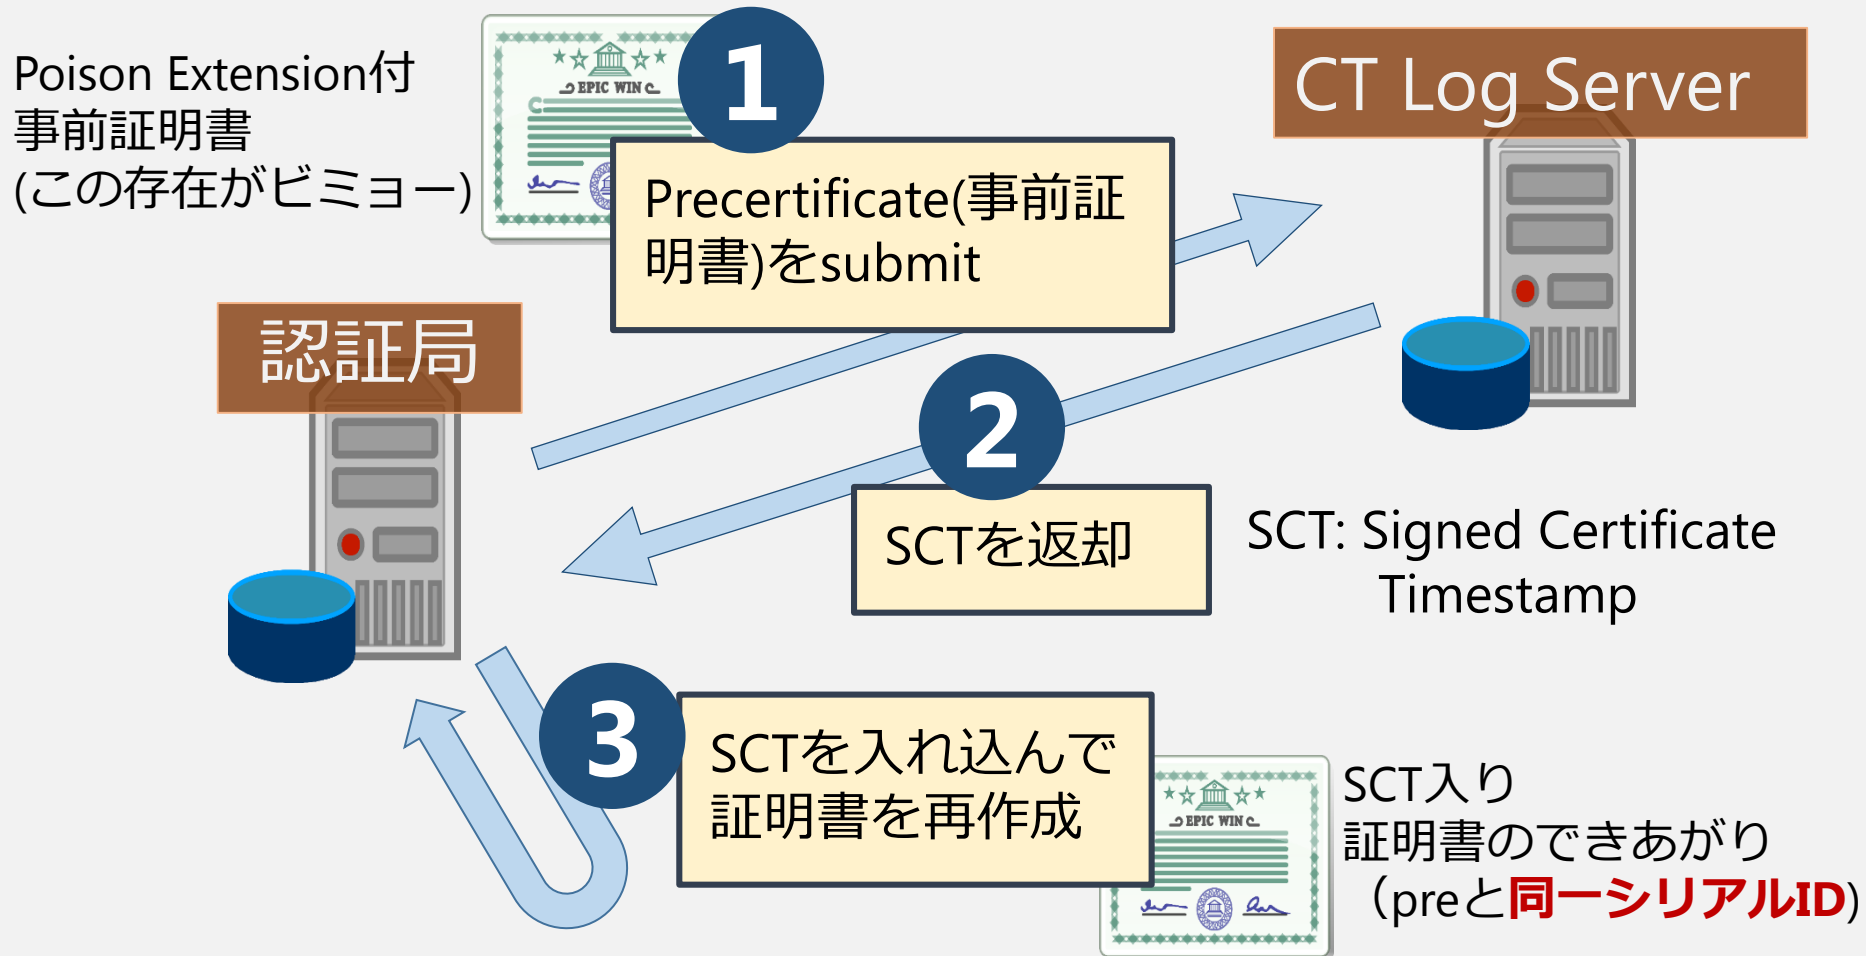 Poison Extension付
事前証明書
(この存在がビミョー)
EPIC WIN
1
CT Log Server
Precertificate(事前証
明書)をsubmit
認証局
2
SCTを返却
SCT: Signed Certificate
Timestamp
3
SCTを入れ込んで
証明書を再作成
EPIC WIN
SCT入り
証明書のできあがり
（preと同一シリアルID)